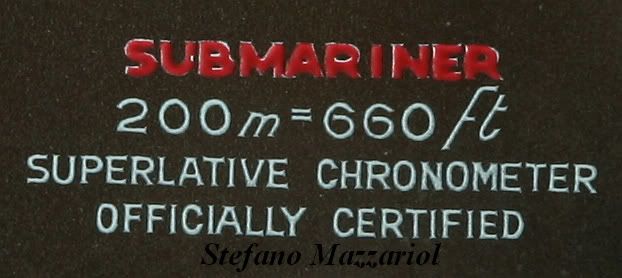 SUBMARINER
200m=660ft
SUPERLATIVE CHRONOMETER
OFFICIALLY CERTIFIED
Stefano Mazzariol